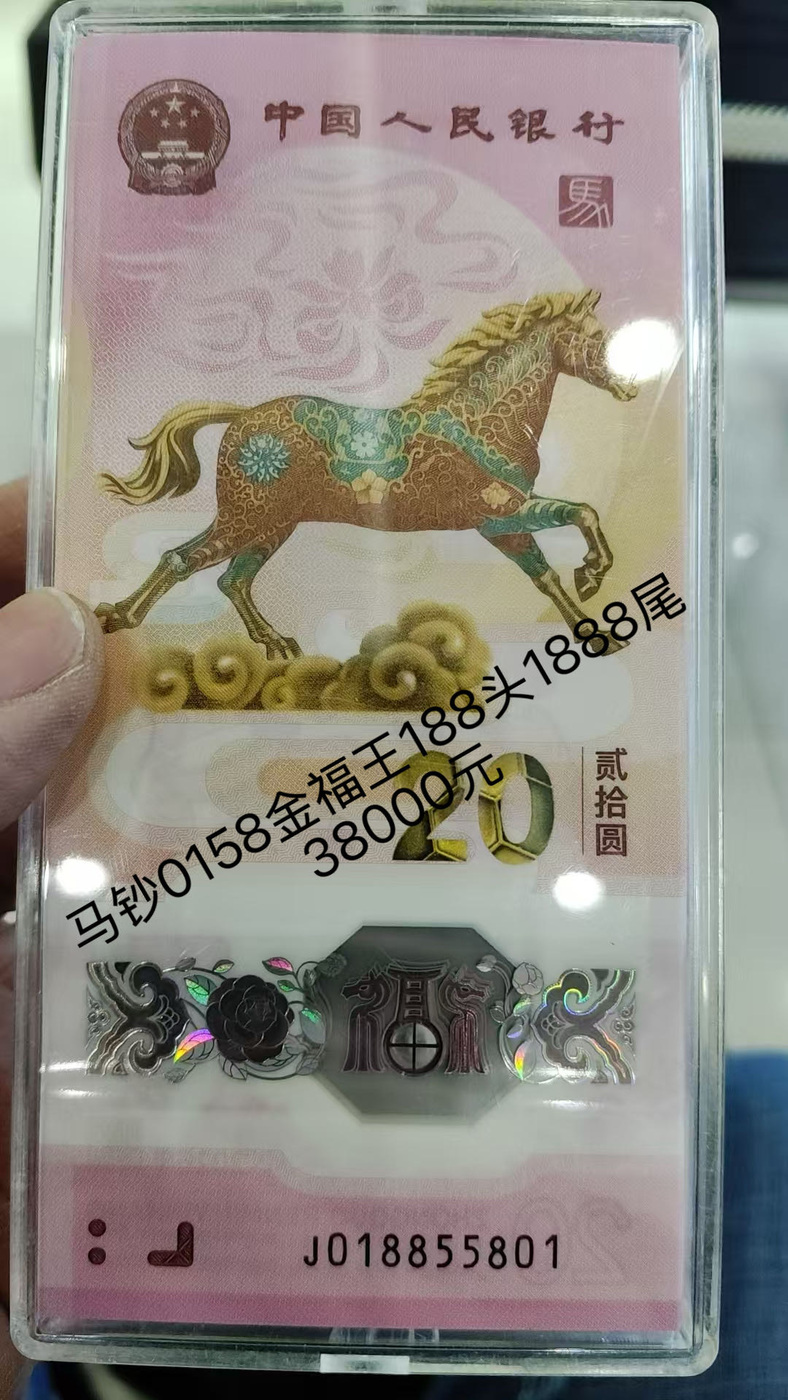 中国人民银行
馬
马钞0158金福王188头1888尾
38000元
20
贰拾圆
福
J018855801